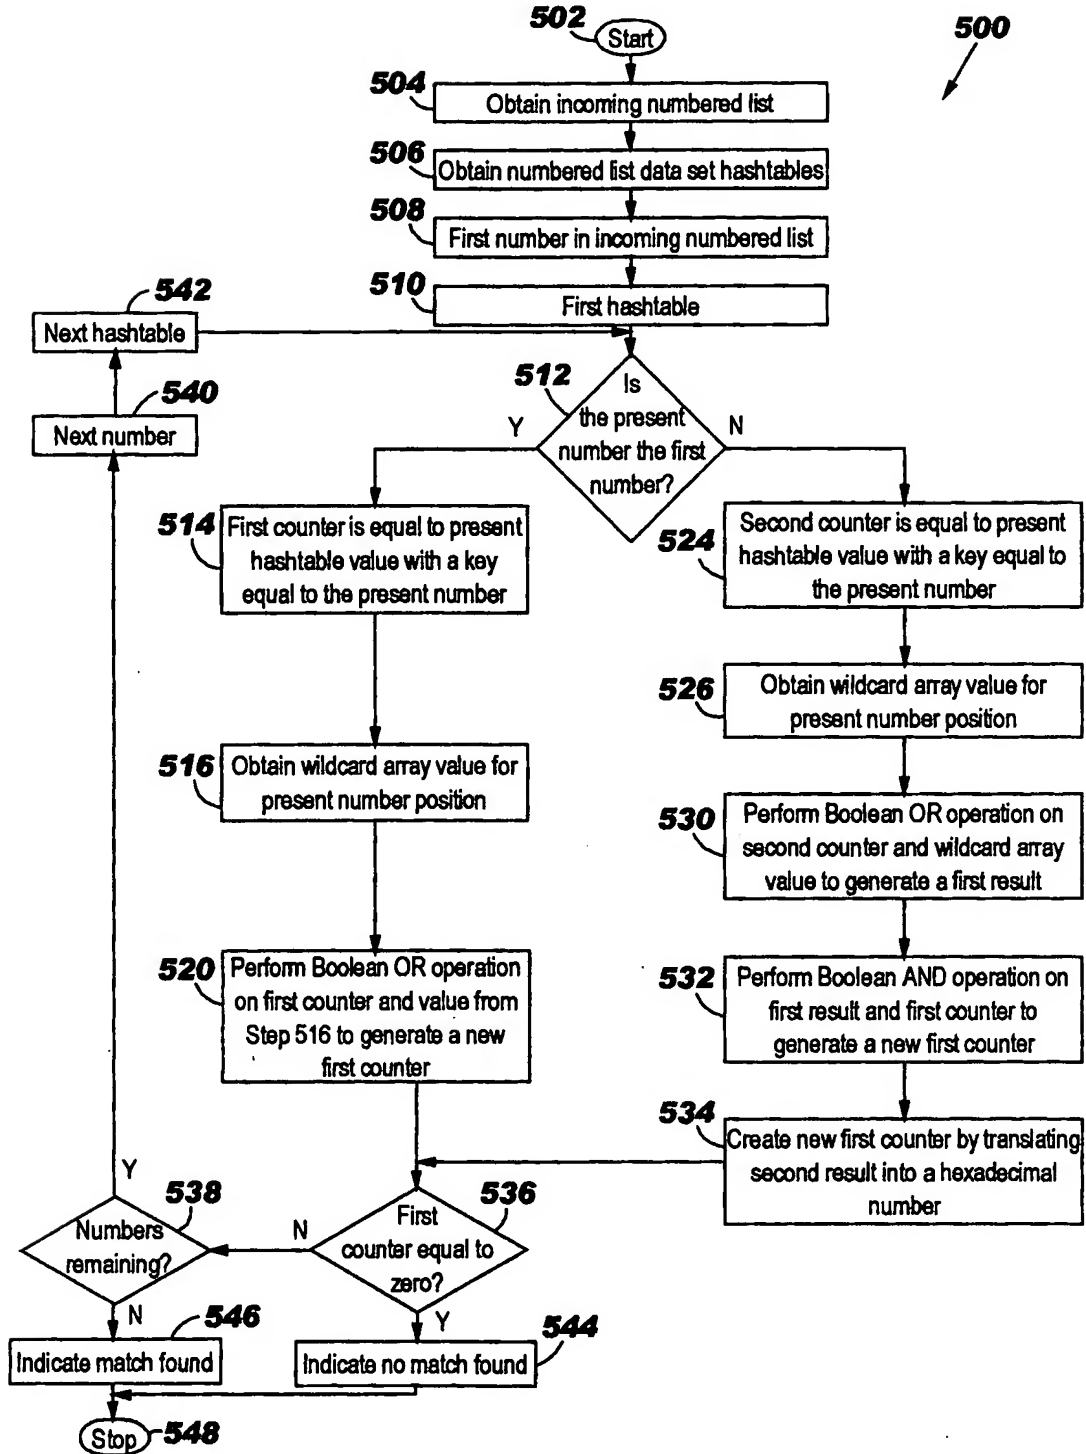 502
Start
500
504
Obtain incoming numbered list
506
Obtain numbered list data set hashtables
508
First number in incoming numbered list
510
First hashtable
542
Next hashtable
540
Next number
512
Is
the present
number the first
number?
Y
N
514
First counter is equal to present
hashtable value with a key
equal to the present number
524
Second counter is equal to present
hashtable value with a key equal to
the present number
516
Obtain wildcard array value for
present number position
526
Obtain wildcard array value for
present number position
530
Perform Boolean OR operation on
second counter and wildcard array
value to generate a first result
520
Perform Boolean OR operation
on first counter and value from
Step 516 to generate a new
first counter
532
Perform Boolean AND operation on
first result and first counter to
generate a new first counter
534
Create new first counter by translating
second result into a hexadecimal
number
536
First
counter equal to
zero?
N
Y
538
Numbers
remaining?
Y
N
546
Indicate match found
544
Indicate no match found
Stop
548